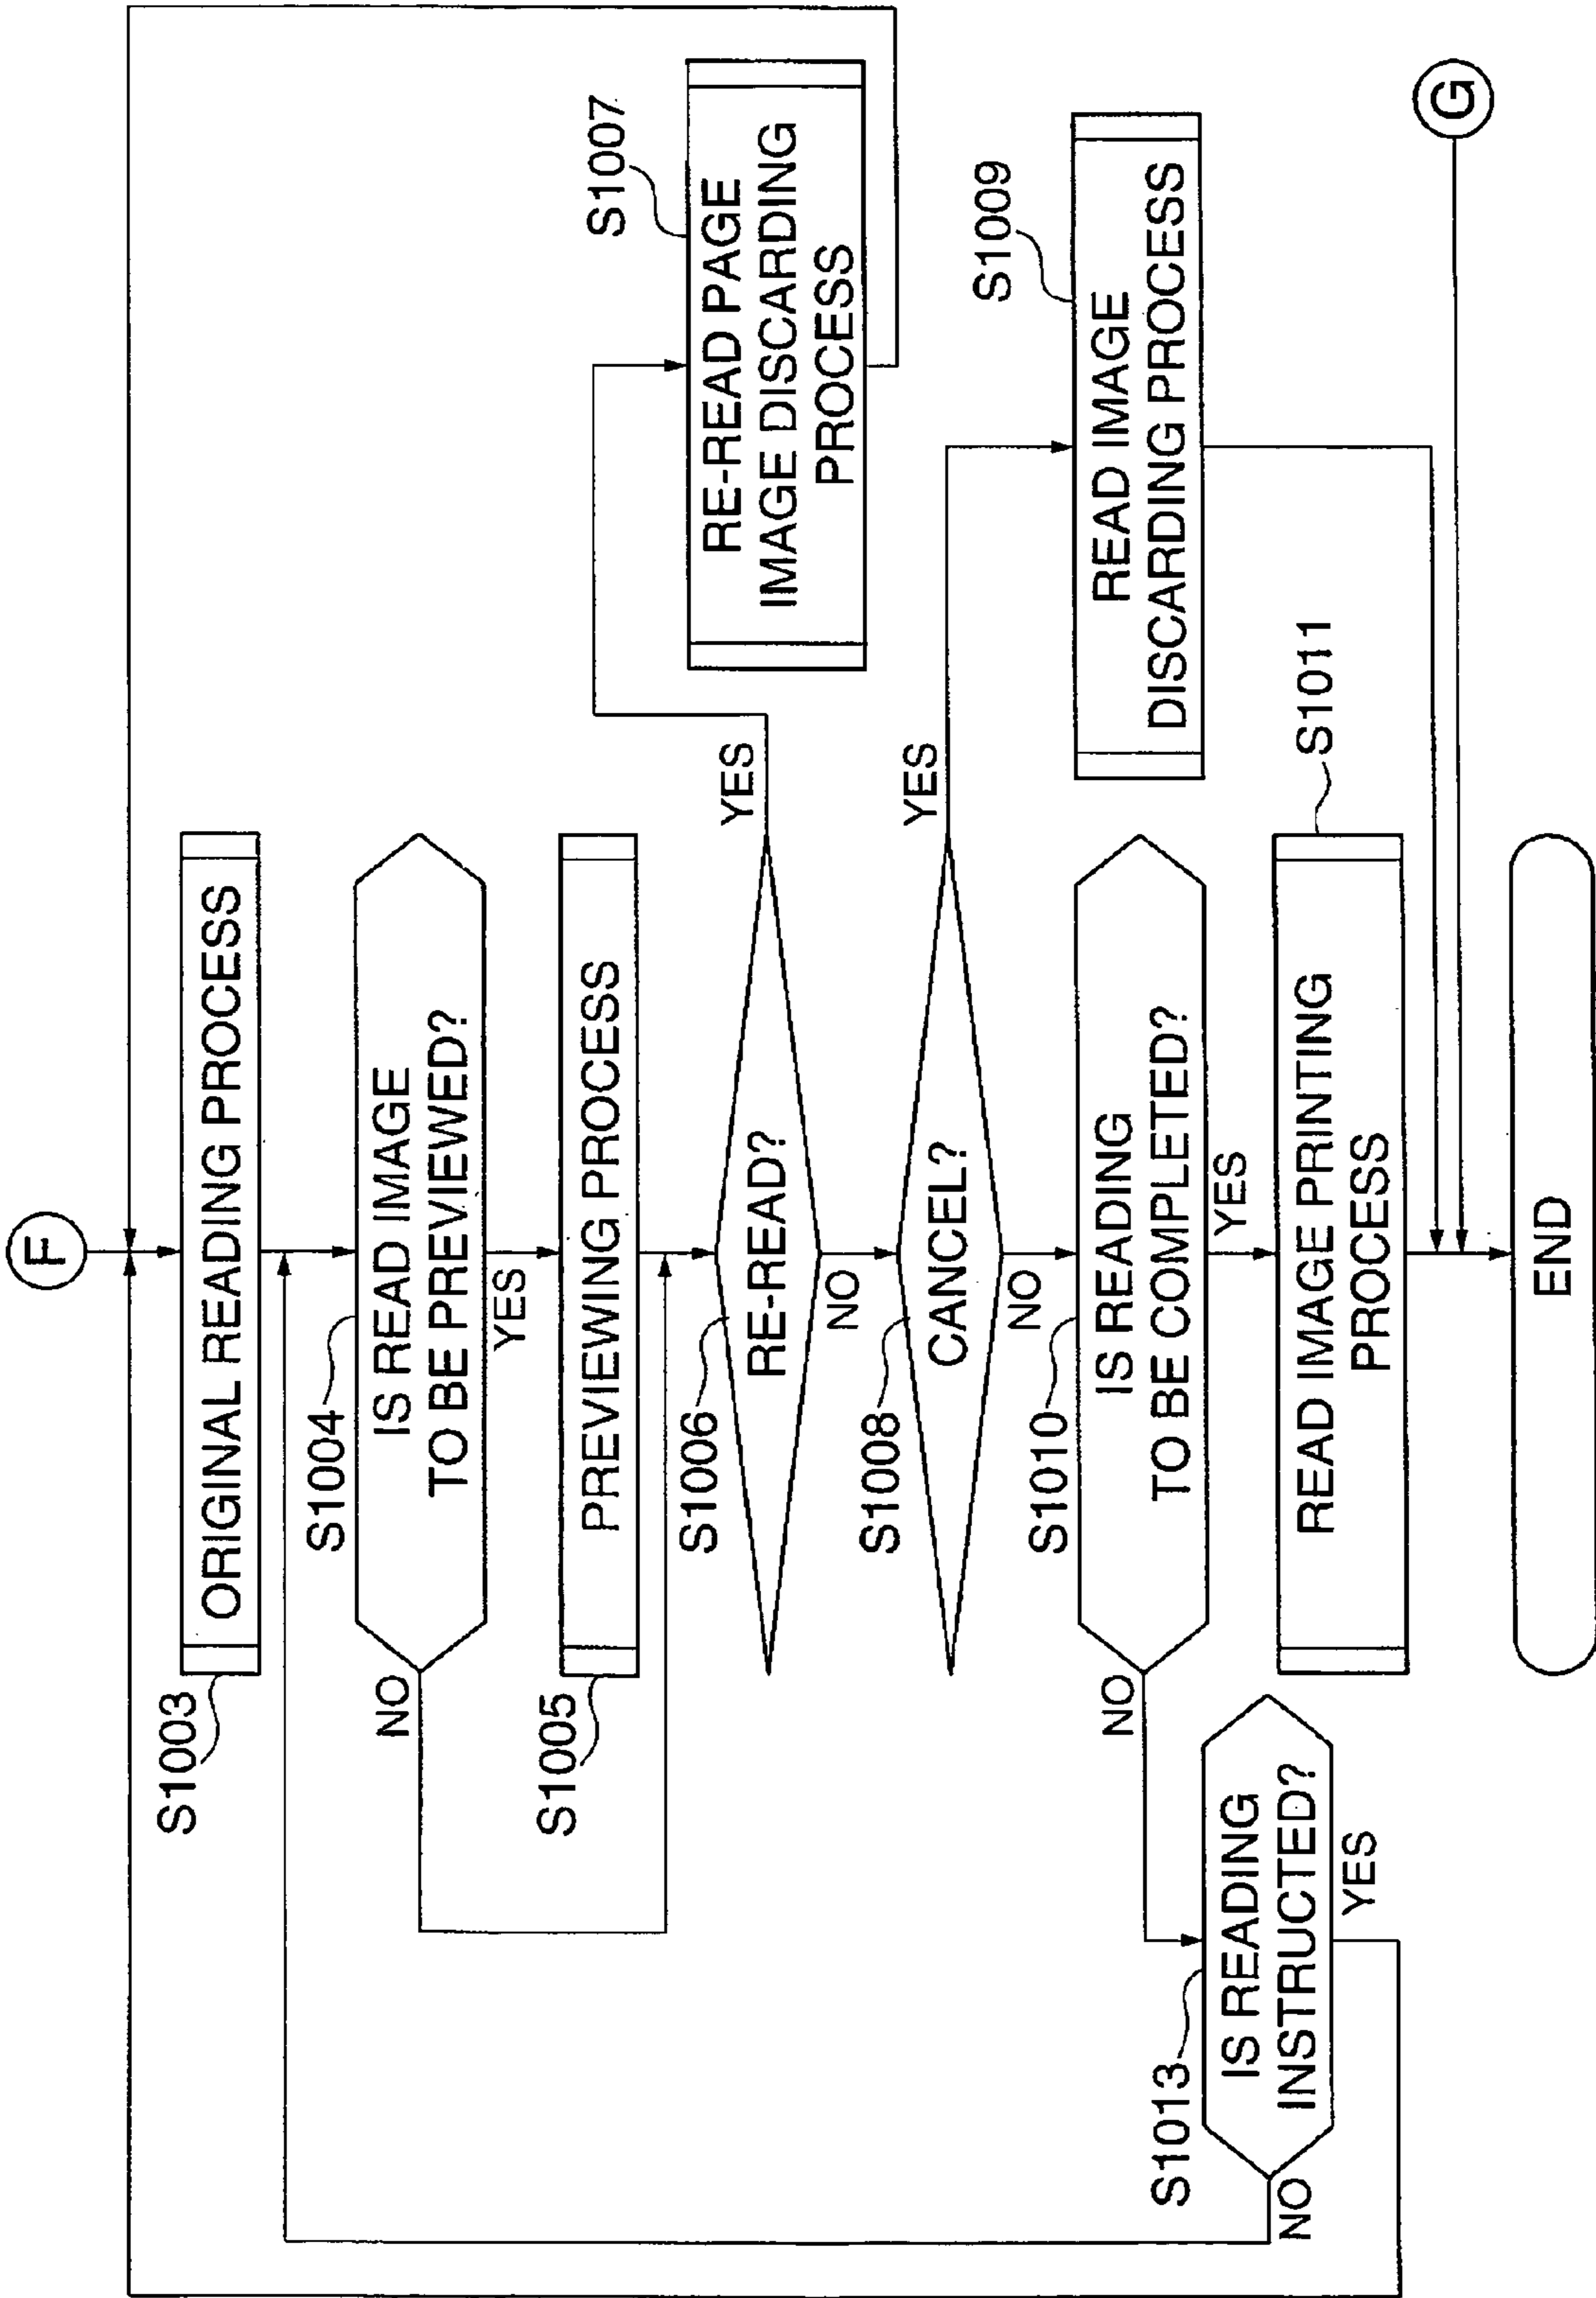 F
S1003
ORIGINAL READING PROCESS
S1004
IS READ IMAGE
TO BE PREVIEWED?
NO
YES
S1005
PREVIEWING PROCESS
S1006
RE-READ?
YES
NO
S1007
RE-READ PAGE
IMAGE DISCARDING
PROCESS
S1008
CANCEL?
YES
NO
S1009
READ IMAGE
DISCARDING PROCESS
S1010
IS READING
TO BE COMPLETED?
NO
YES
S1013
IS READING
INSTRUCTED?
NO
YES
S1011
READ IMAGE PRINTING
PROCESS
G
END